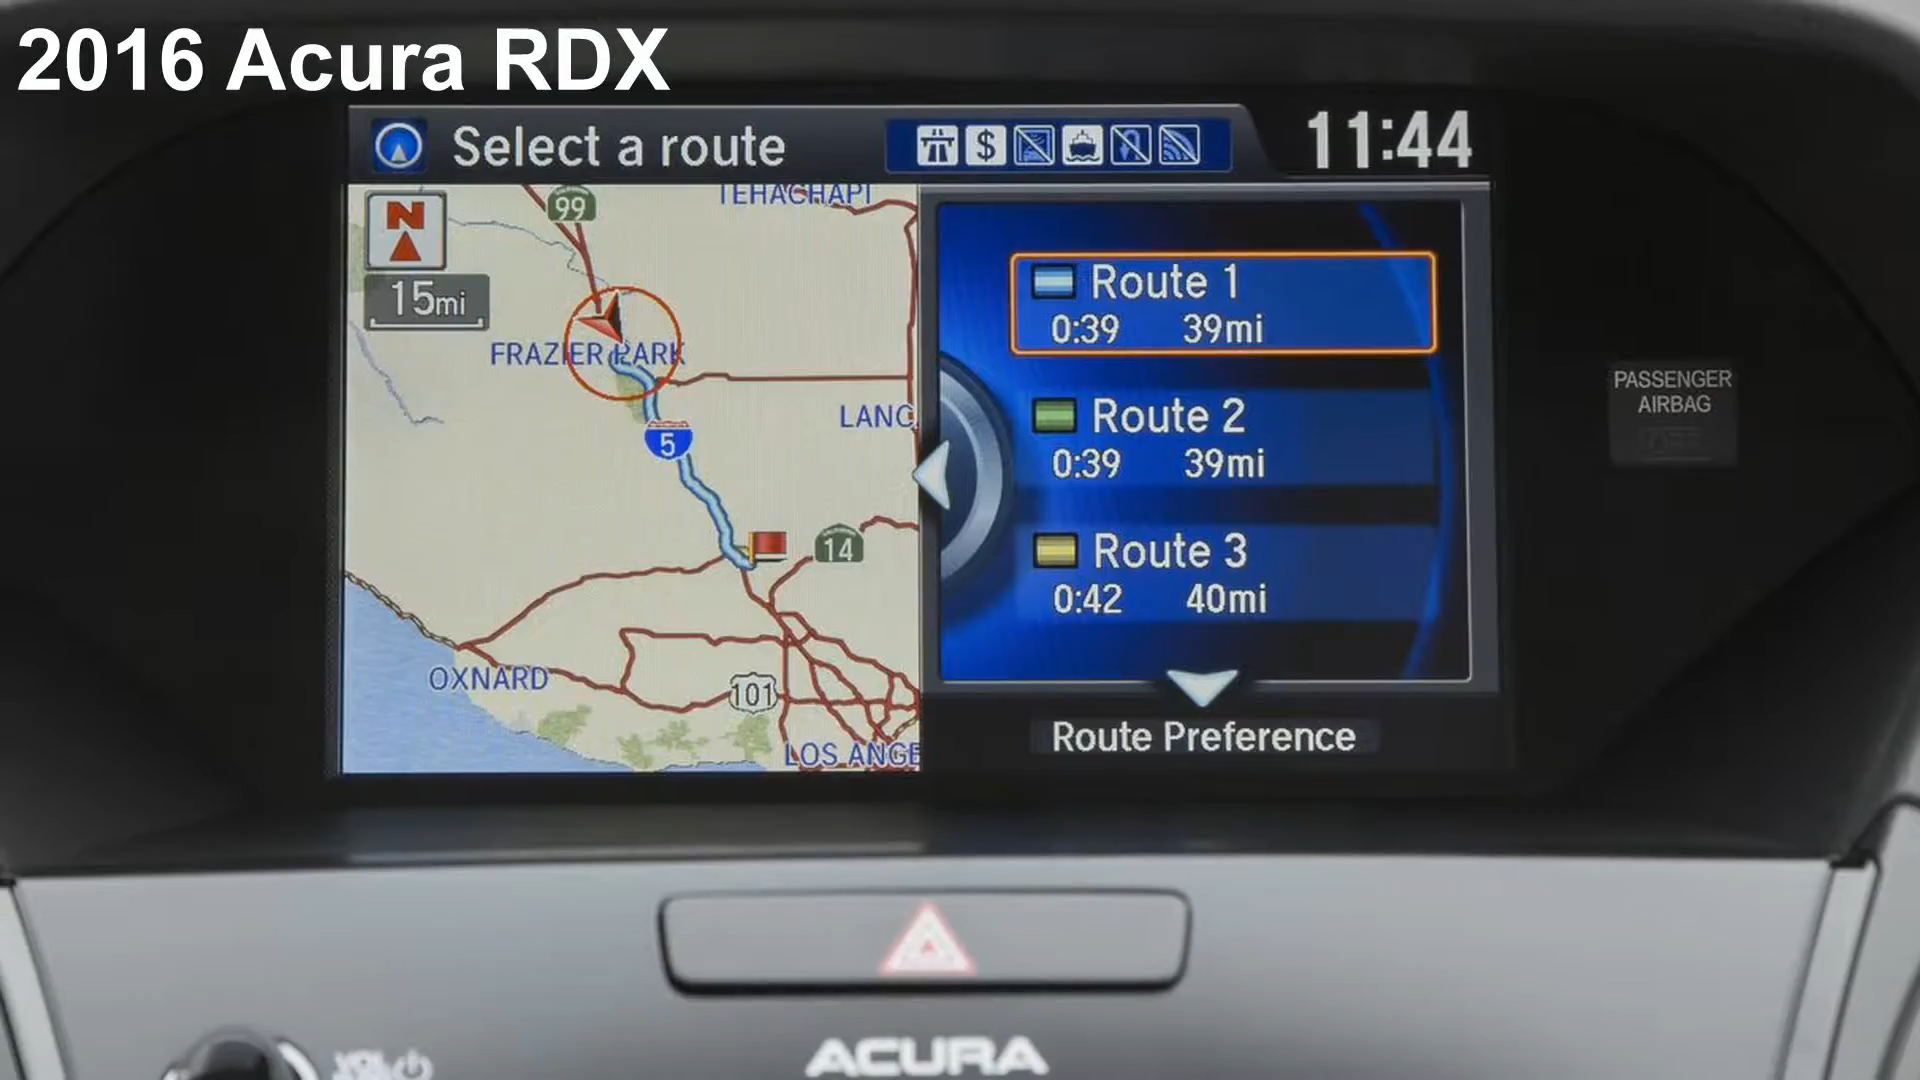 2016 Acura RDX
Select a route
$
11:44
N
15mi
99
TEHACHAPI
FRAZIER PARK
LANC
5
14
OXNARD
101
LOS ANGE
Route 1
0:39 39mi
Route 2
0:39 39mi
Route 3
0:42 40mi
Route Preference
PASSENGER
AIRBAG
VOL
ACURA